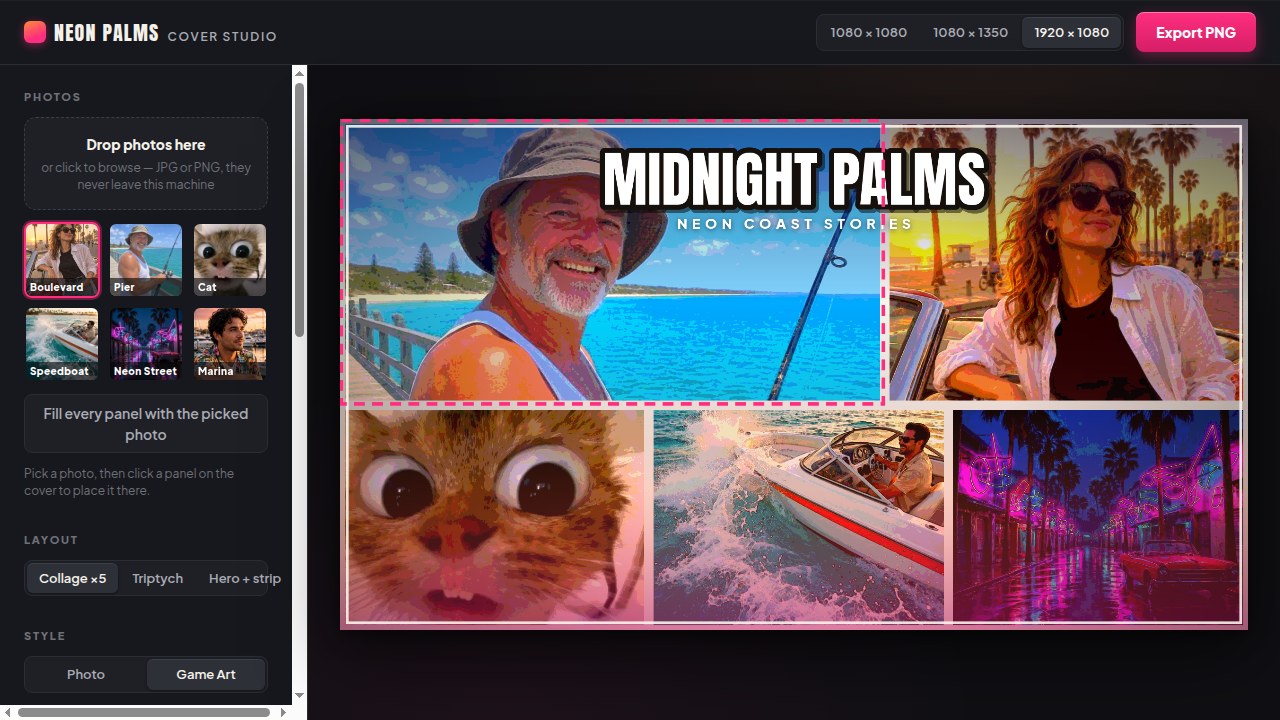 NEON PALMS COVER STUDIO
1080 × 1080
1080 × 1350
1920 × 1080
Export PNG
PHOTOS
Drop photos here
or click to browse — JPG or PNG, they
never leave this machine
Boulevard
Pier
Cat
Speedboat
Neon Street
Marina
Fill every panel with the picked
photo
Pick a photo, then click a panel on the
cover to place it there.
LAYOUT
Collage ×5
Triptych
Hero + strip
STYLE
Photo
Game Art
MIDNIGHT PALMS
NEON COAST STORIES